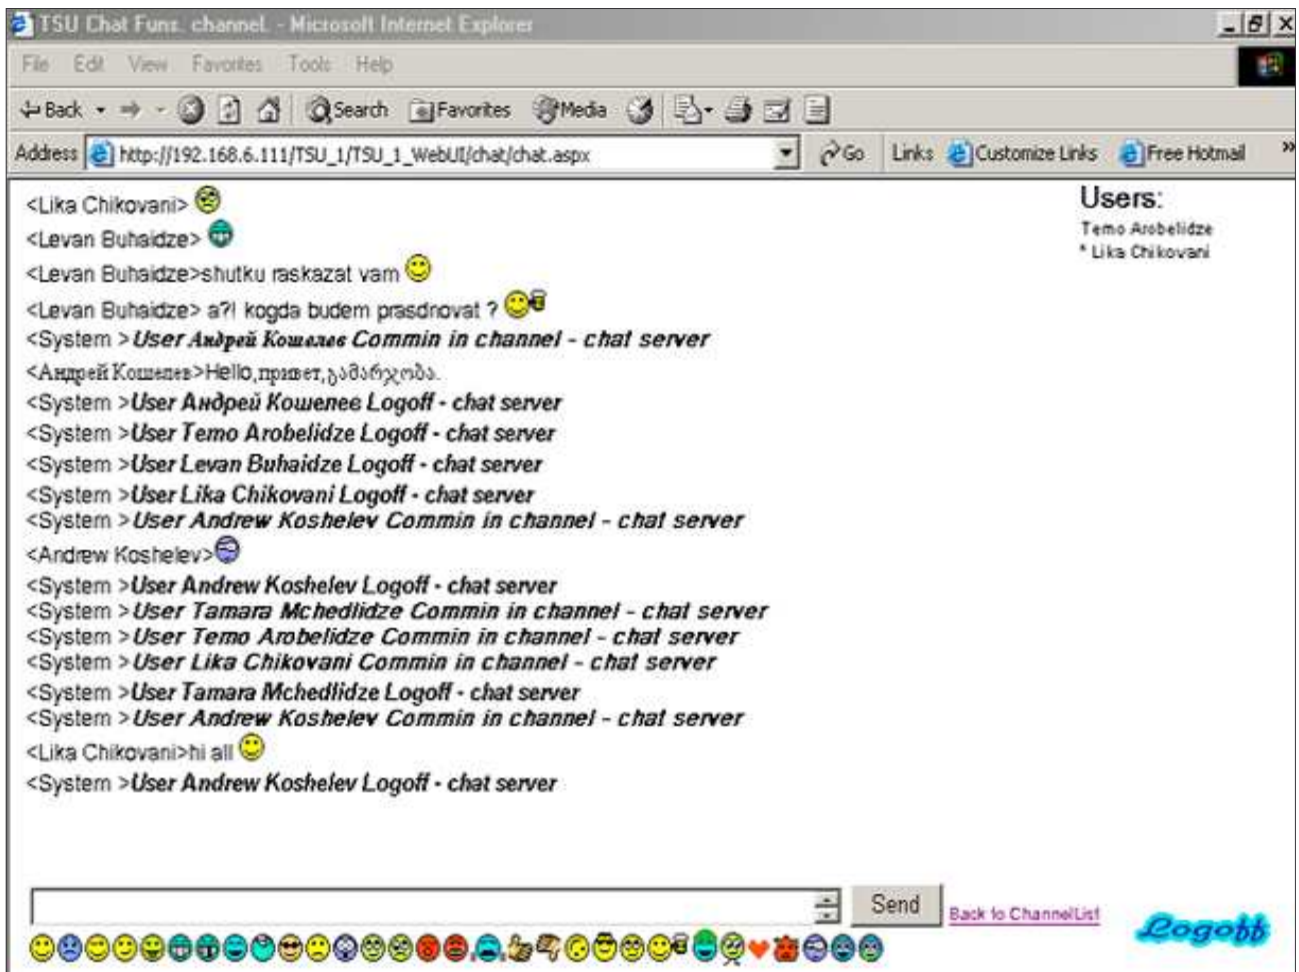 TSU Chat Funs. channel. - Microsoft Internet Explorer
File Edit View Favorites Tools Help
Back Search Favorites Media
Address http://192.168.6.111/TSU_1/TSU_1_WebUI/chat/chat.aspx Go Links Customize Links Free Hotmail »
Users:
Temo Arobelidze
* Lika Chikovani
<Lika Chikovani>
<Levan Buhaidze>
<Levan Buhaidze>shutku raskazat vam
<Levan Buhaidze> a?! kogda budem prasdnovat ?
<System >User Андрей Кошелев Commin in channel - chat server
<Андрей Кошелев>Hello,привет,გამარჯობა.
<System >User Андрей Кошелев Logoff - chat server
<System >User Temo Arobelidze Logoff - chat server
<System >User Levan Buhaidze Logoff - chat server
<System >User Lika Chikovani Logoff - chat server
<System >User Andrew Koshelev Commin in channel - chat server
<Andrew Koshelev>
<System >User Andrew Koshelev Logoff - chat server
<System >User Tamara Mchedlidze Commin in channel - chat server
<System >User Temo Arobelidze Commin in channel - chat server
<System >User Lika Chikovani Commin in channel - chat server
<System >User Tamara Mchedlidze Logoff - chat server
<System >User Andrew Koshelev Commin in channel - chat server
<Lika Chikovani>hi all
<System >User Andrew Koshelev Logoff - chat server
Send Back to ChannelList Logoff